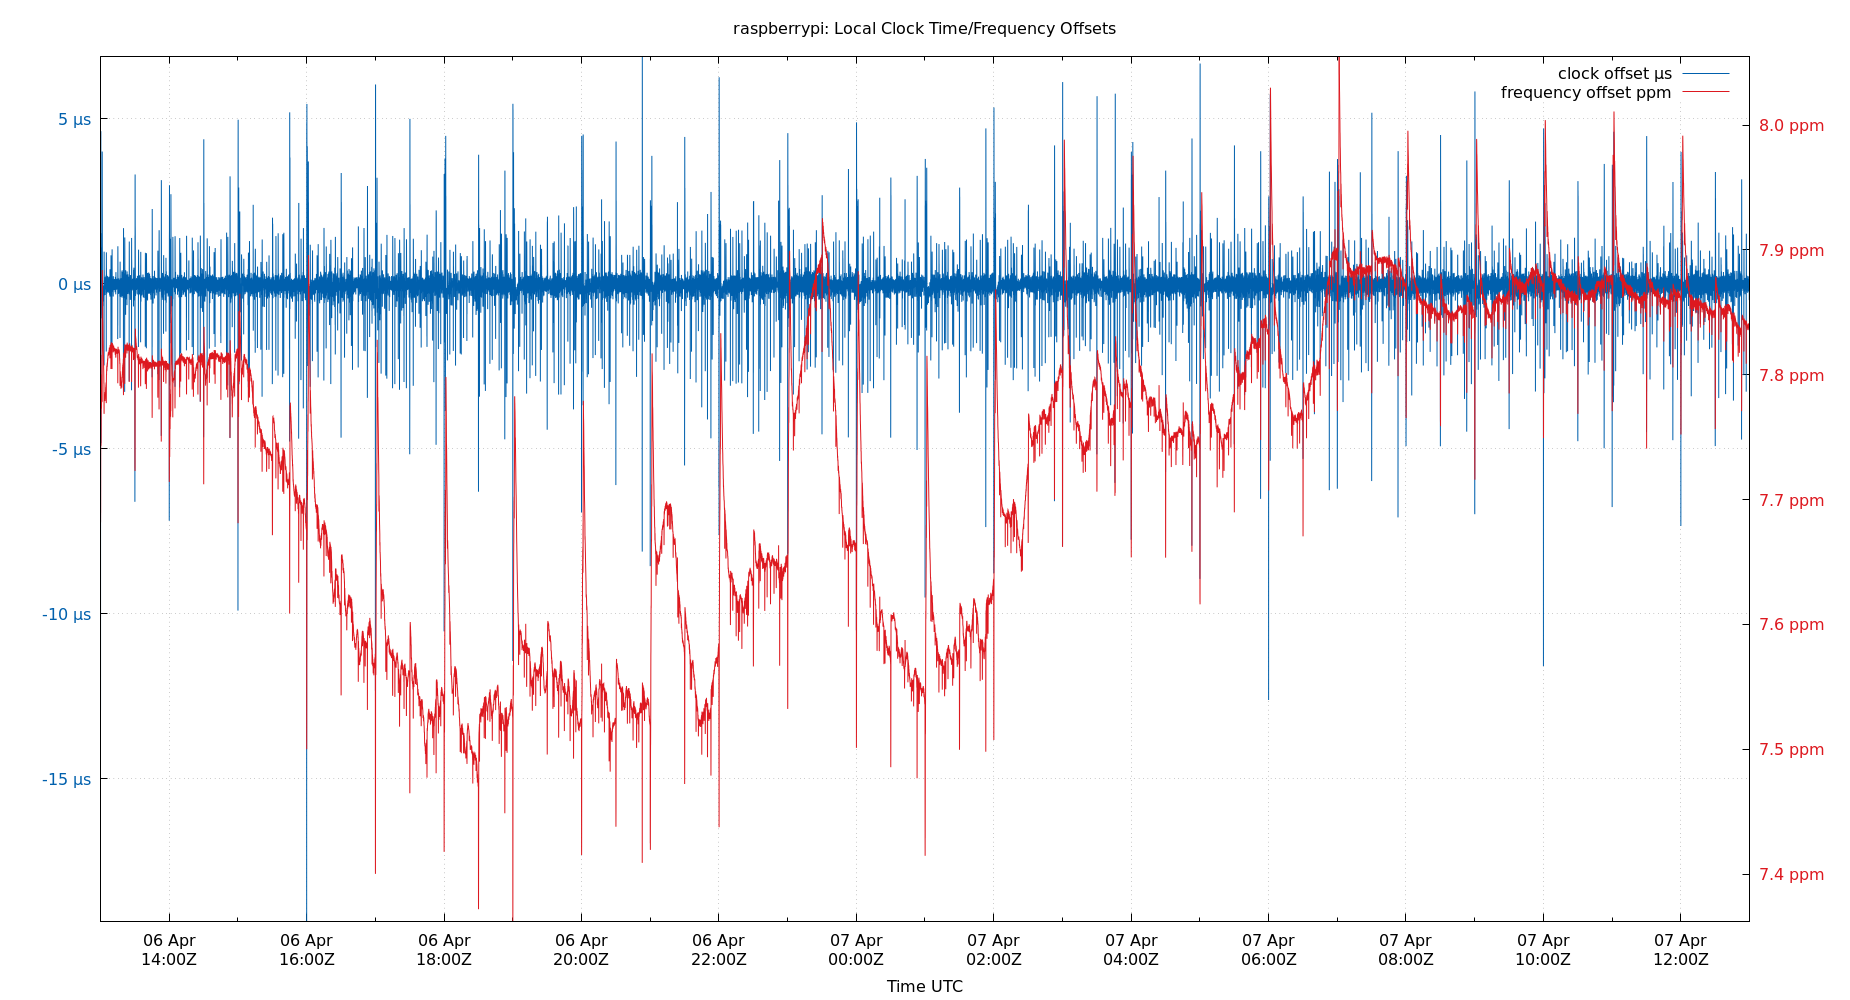 raspberrypi: Local Clock Time/Frequency Offsets
clock offset µs
frequency offset ppm
5 µs
0 µs
-5 µs
-10 µs
-15 µs
8.0 ppm
7.9 ppm
7.8 ppm
7.7 ppm
7.6 ppm
7.5 ppm
7.4 ppm
06 Apr
14:00Z
06 Apr
16:00Z
06 Apr
18:00Z
06 Apr
20:00Z
06 Apr
22:00Z
07 Apr
00:00Z
07 Apr
02:00Z
07 Apr
04:00Z
07 Apr
06:00Z
07 Apr
08:00Z
07 Apr
10:00Z
07 Apr
12:00Z
Time UTC